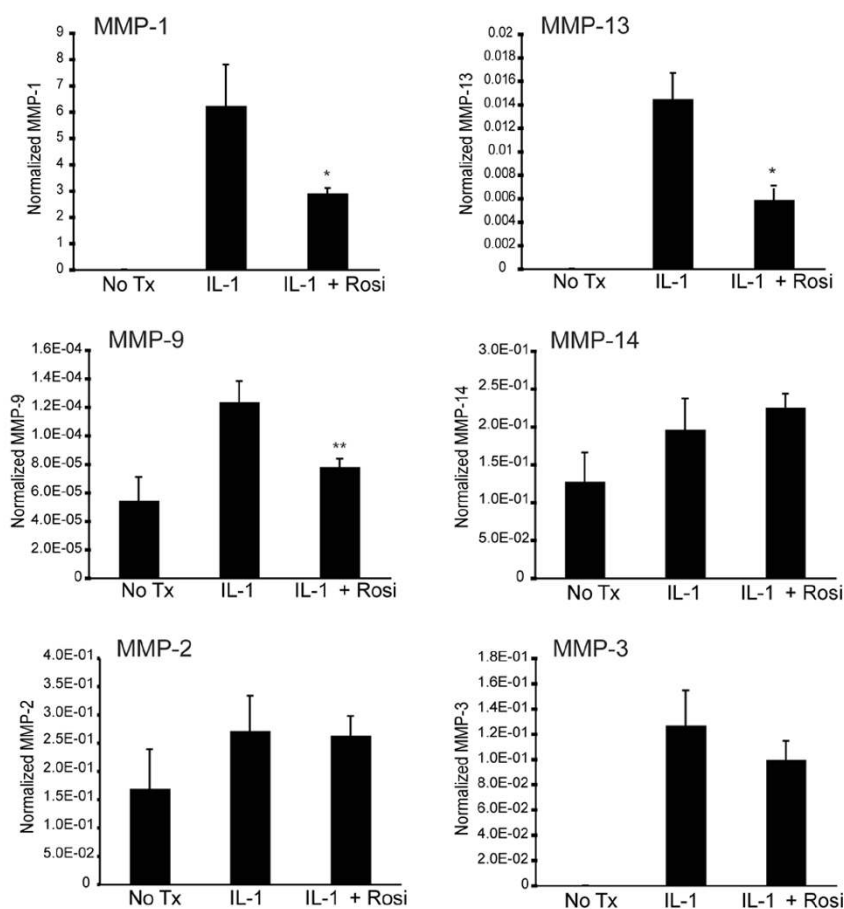 MMP-1
Normalized MMP-1
9
8
7
6
5
4
3
2
1
0
*
No Tx IL-1 IL-1 + Rosi
MMP-13
Normalized MMP-13
0.02
0.018
0.016
0.014
0.012
0.01
0.008
0.006
0.004
0.002
0
*
No Tx IL-1 IL-1 + Rosi
MMP-9
Normalized MMP-9
1.6E-04
1.4E-04
1.2E-04
1.0E-04
8.0E-05
6.0E-05
4.0E-05
2.0E-05
0
**
No Tx IL-1 IL-1 + Rosi
MMP-14
Normalized MMP-14
3.0E-01
2.5E-01
2.0E-01
1.5E-01
1.0E-01
5.0E-02
0
No Tx IL-1 IL-1 + Rosi
MMP-2
Normalized MMP-2
4.0E-01
3.5E-01
3.0E-01
2.5E-01
2.0E-01
1.5E-01
1.0E-01
5.0E-02
0
No Tx IL-1 IL-1 + Rosi
MMP-3
Normalized MMP-3
1.8E-01
1.6E-01
1.4E-01
1.2E-01
1.0E-01
8.0E-02
6.0E-02
4.0E-02
2.0E-02
0
No Tx IL-1 IL-1 + Rosi